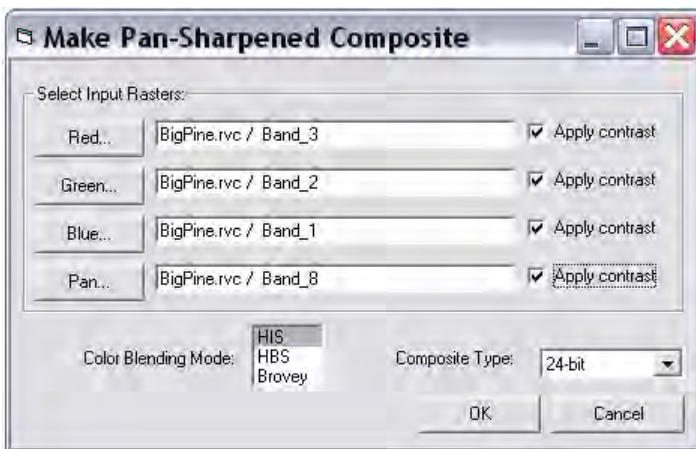 Make Pan-Sharpened Composite
Select Input Rasters:
Red... BigPine.rvc / Band_3 Apply contrast
Green... BigPine.rvc / Band_2 Apply contrast
Blue... BigPine.rvc / Band_1 Apply contrast
Pan... BigPine.rvc / Band_8 Apply contrast
Color Blending Mode: HIS Composite Type: 24-bit
HBS
Brovey
OK Cancel